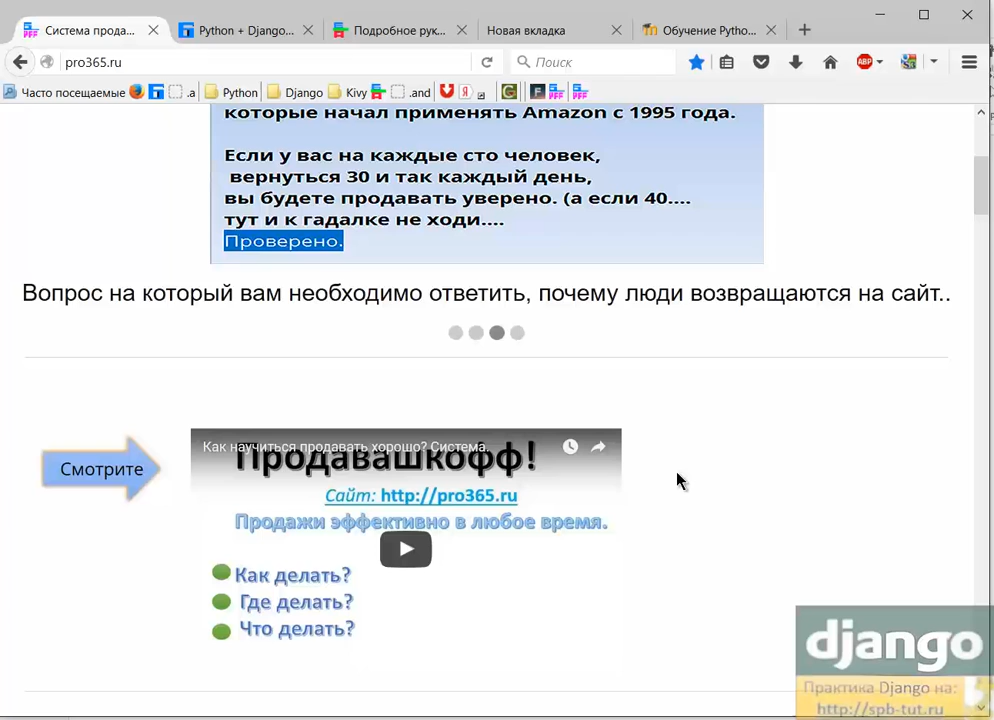 Система прода...
Python + Django...
Подробное рук...
Новая вкладка
Обучение Pytho...
pro365.ru
Поиск
ABP
Часто посещаемые
.a
Python
Django
Kivy
.and
которые начал применять Amazon с 1995 года.
Если у вас на каждые сто человек,
вернуться 30 и так каждый день,
вы будете продавать уверено. (а если 40....
тут и к гадалке не ходи....
Проверено.
Вопрос на который вам необходимо ответить, почему люди возвращаются на сайт..
Смотрите
Как научиться продавать хорошо? Система...
Продавашкофф!
Сайт: http://pro365.ru
Продажи эффективно в любое время.
Как делать?
Где делать?
Что делать?
django
Практика Django на:
http://spb-tut.ru